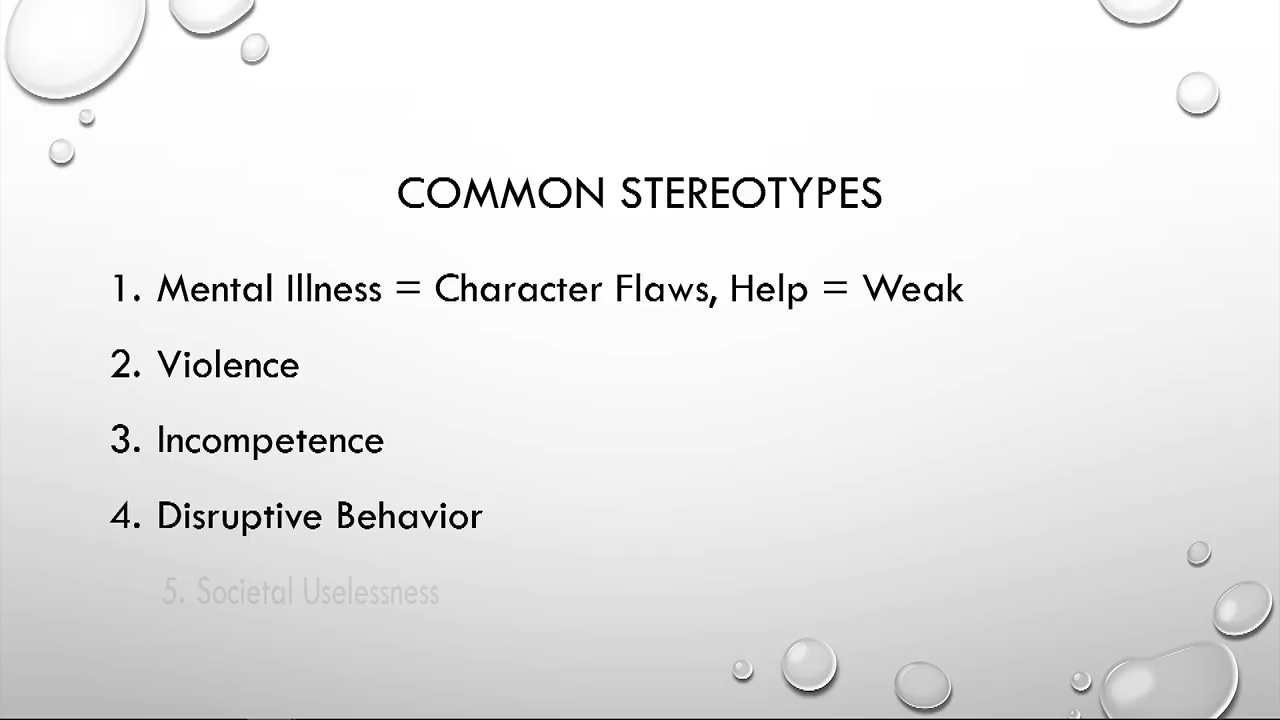 COMMON STEREOTYPES
1. Mental Illness = Character Flaws, Help = Weak
2. Violence
3. Incompetence
4. Disruptive Behavior
5. Societal Uselessness